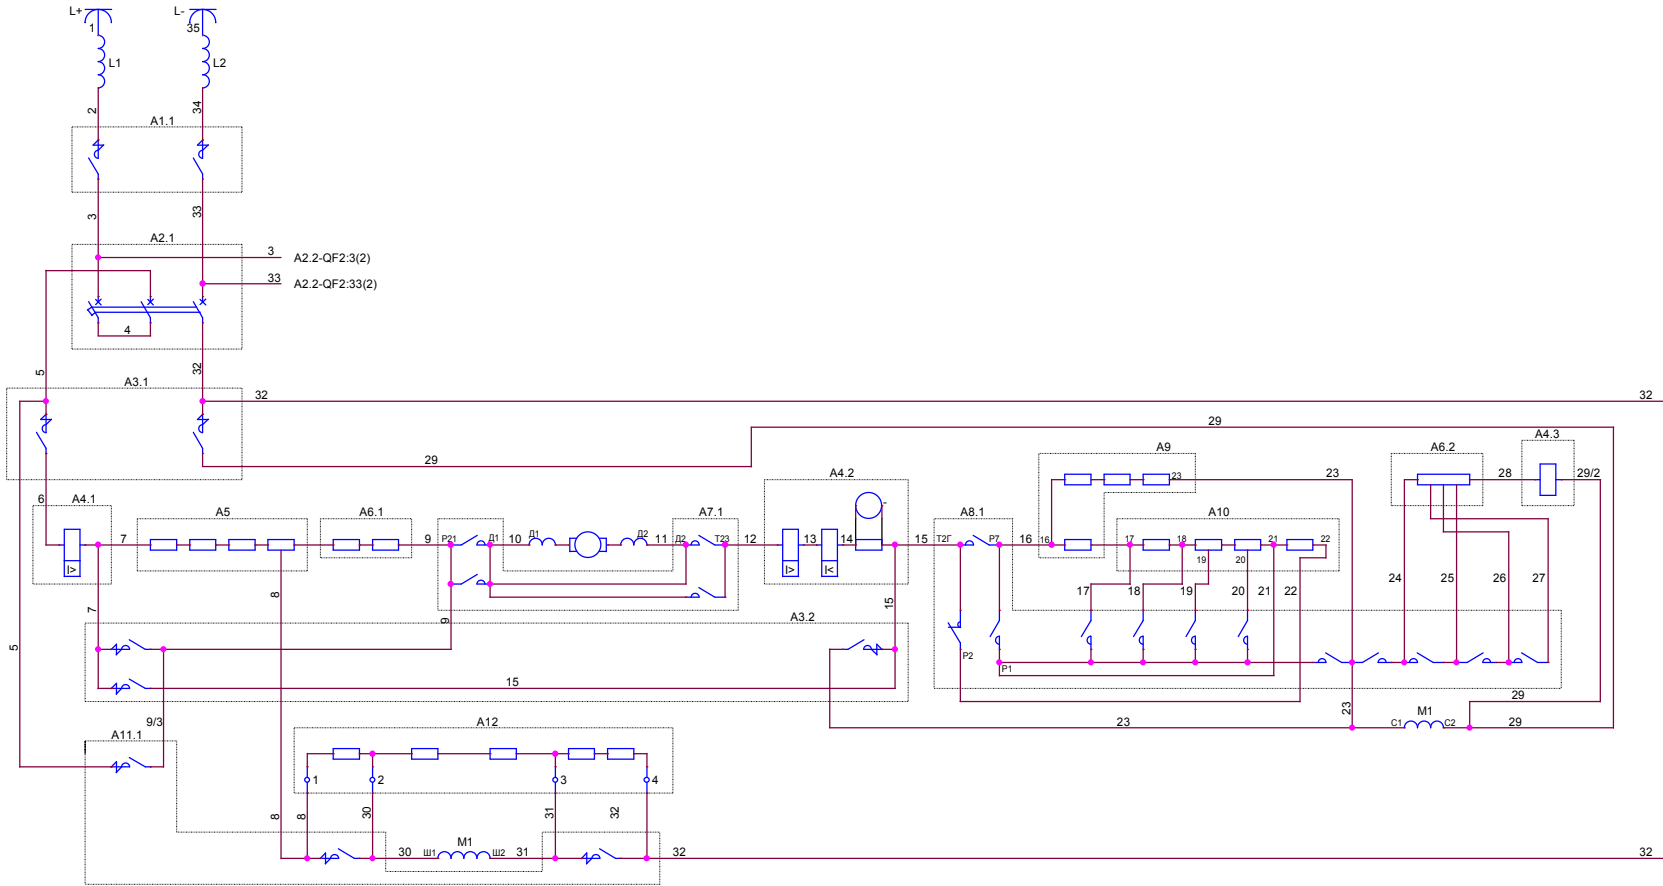 L+
L-
1
35
L1
L2
2
34
A1.1
3
33
A2.1
3
A2.2-QF2:3(2)
33
A2.2-QF2:33(2)
4
5
32
A3.1
32
32
29
29
6
A4.1
I>
7
A5
A6.1
9
P21
Д1
10
Д1
Д2
11
Д2
A7.1
T23
12
A4.2
-
I>
13
I<
14
15
A8.1
Т2Г
P7
16
A9
23
23
16
A10
17
18
19
20
21
22
A6.2
28
A4.3
29/2
24
25
26
27
17
18
19
20
21
22
7
8
9
15
A3.2
P2
P1
15
5
9/3
29
23
23
C1
M1
C2
29
A11.1
A12
1
2
3
4
8
8
30
31
32
30
Ш1
M1
Ш2
31
32
32